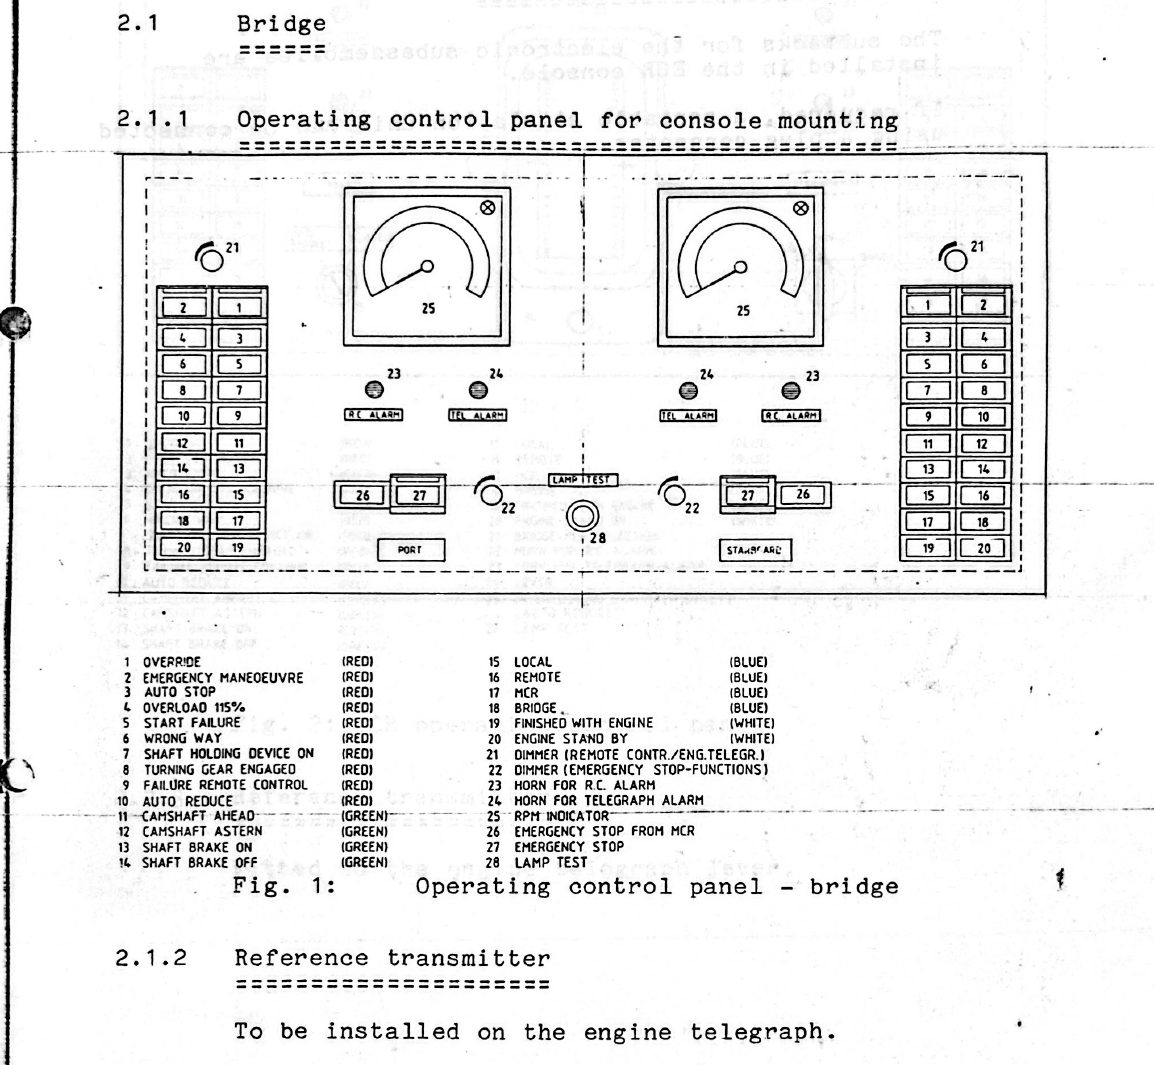 2.1 Bridge
======
2.1.1 Operating control panel for console mounting
============================================
21 21
2 1 1 2
4 3 3 4
6 5 5 6
8 7 7 8
10 9 9 10
12 11 11 12
14 13 13 14
16 15 15 16
18 17 17 18
20 19 19 20
25 25
23 24 24 23
R.C. ALARM TEL. ALARM TEL. ALARM R.C. ALARM
LAMP TEST
26 27 22 28 22 27 26
PORT STARBOARD
1 OVERRIDE (RED)
2 EMERGENCY MANEOEUVRE (RED)
3 AUTO STOP (RED)
4 OVERLOAD 115% (RED)
5 START FAILURE (RED)
6 WRONG WAY (RED)
7 SHAFT HOLDING DEVICE ON (RED)
8 TURNING GEAR ENGAGED (RED)
9 FAILURE REMOTE CONTROL (RED)
10 AUTO REDUCE (RED)
11 CAMSHAFT AHEAD (GREEN)
12 CAMSHAFT ASTERN (GREEN)
13 SHAFT BRAKE ON (GREEN)
14 SHAFT BRAKE OFF (GREEN)
15 LOCAL (BLUE)
16 REMOTE (BLUE)
17 MCR (BLUE)
18 BRIDGE (BLUE)
19 FINISHED WITH ENGINE (WHITE)
20 ENGINE STAND BY (WHITE)
21 DIMMER (REMOTE CONTR./ENG.TELEGR.)
22 DIMMER (EMERGENCY STOP-FUNCTIONS)
23 HORN FOR R.C. ALARM
24 HORN FOR TELEGRAPH ALARM
25 RPM INDICATOR
26 EMERGENCY STOP FROM MCR
27 EMERGENCY STOP
28 LAMP TEST
Fig. 1: Operating control panel - bridge
2.1.2 Reference transmitter
=====================
To be installed on the engine telegraph.